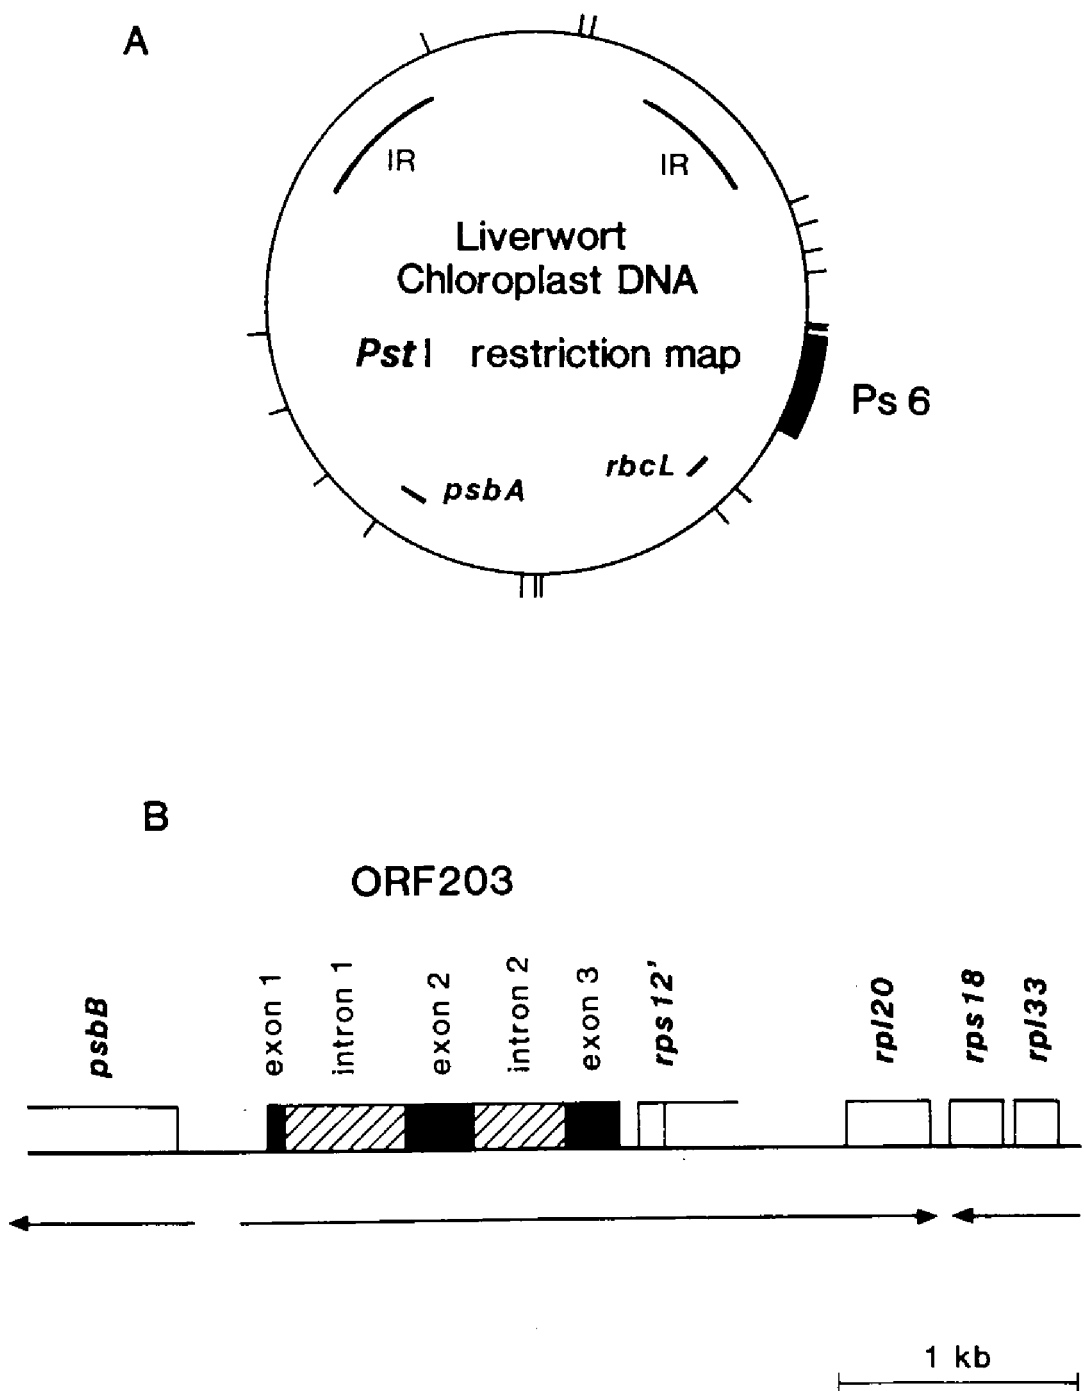 A
IR
IR
Liverwort
Chloroplast DNA
Pst I restriction map
Ps 6
rbcL
psbA
B
ORF203
psbB
exon 1
intron 1
exon 2
intron 2
exon 3
rps12'
rpl20
rps18
rpl33
1 kb